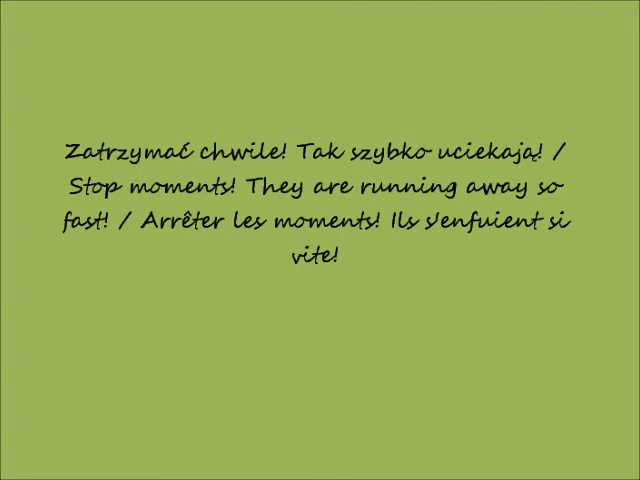 Zatrzymać chwile! Tak szybko uciekają! /
Stop moments! They are running away so
fast! / Arrêter les moments! Ils s'enfuient si
vite!